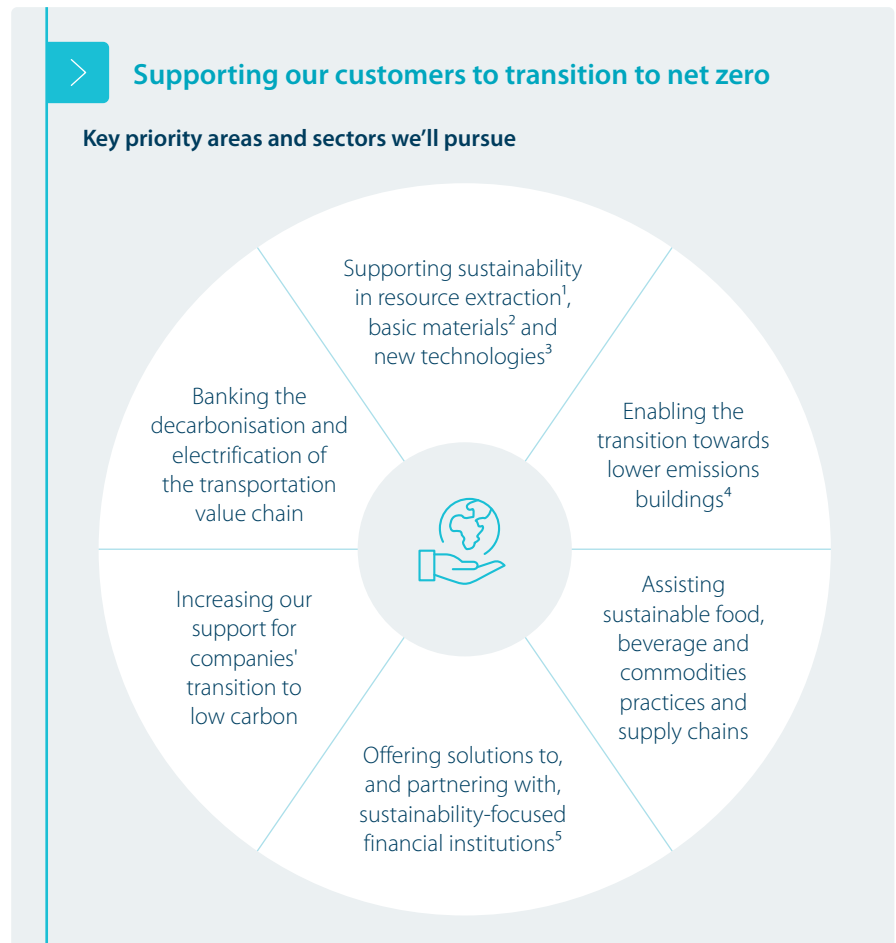 Supporting our customers to transition to net zero
Key priority areas and sectors we’ll pursue
Supporting sustainability
in resource extraction¹,
basic materials² and
new technologies³
Enabling the
transition towards
lower emissions
buildings⁴
Assisting
sustainable food,
beverage and
commodities
practices and
supply chains
Offering solutions to,
and partnering with,
sustainability-focused
financial institutions⁵
Increasing our
support for
companies'
transition to
low carbon
Banking the
decarbonisation and
electrification of
the transportation
value chain